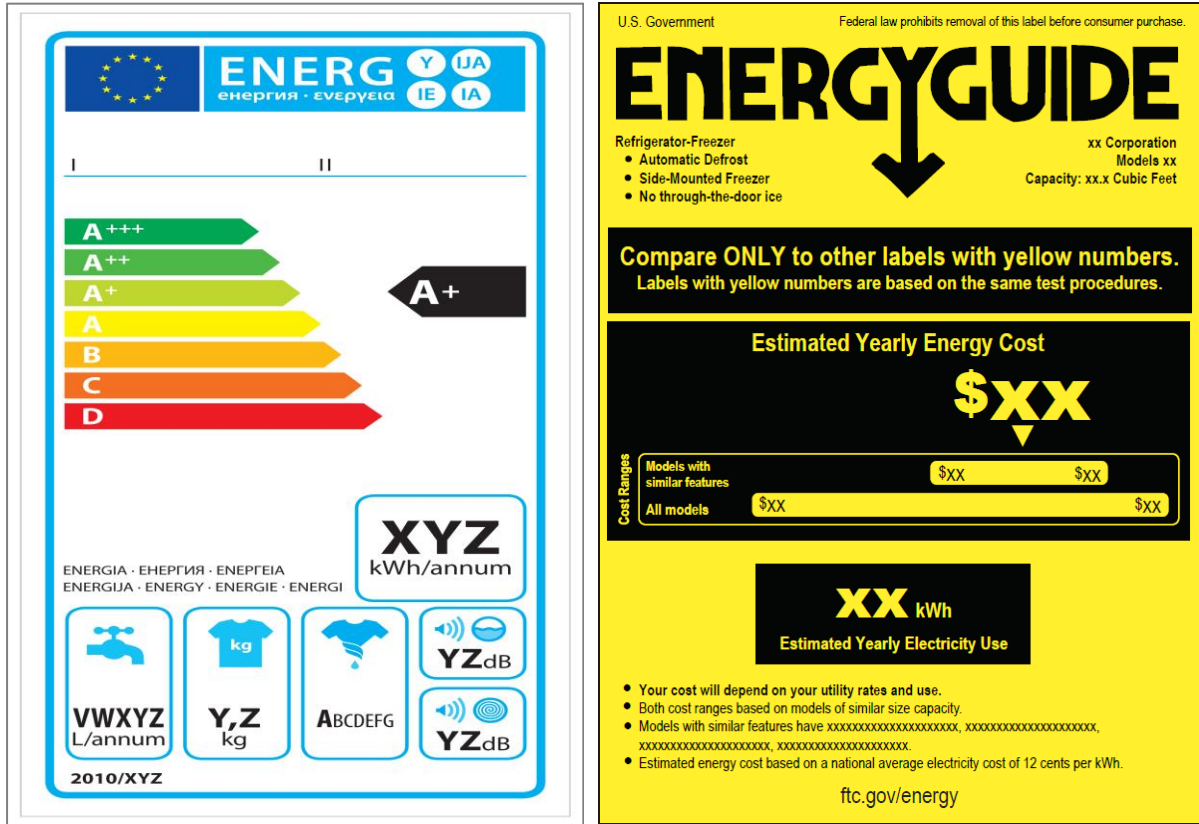 ENERG Y IJA
енергия · ενεργεια IE IA
I II
A+++
A++
A+ A+
A
B
C
D
XYZ
kWh/annum
ENERGIA · ЕНЕРГИЯ · ΕΝΕΡΓΕΙΑ
ENERGIJA · ENERGY · ENERGIE · ENERGI
kg
VWXYZ
L/annum
Y,Z
kg
ABCDEFG
YZdB
YZdB
2010/XYZ
U.S. Government
Federal law prohibits removal of this label before consumer purchase.
ENERGYGUIDE
Refrigerator-Freezer
• Automatic Defrost
• Side-Mounted Freezer
• No through-the-door ice
xx Corporation
Models xx
Capacity: xx.x Cubic Feet
Compare ONLY to other labels with yellow numbers.
Labels with yellow numbers are based on the same test procedures.
Estimated Yearly Energy Cost
$xx
Cost Ranges
Models with
similar features
$xx $xx
All models
$xx $xx
xx kWh
Estimated Yearly Electricity Use
• Your cost will depend on your utility rates and use.
• Both cost ranges based on models of similar size capacity.
• Models with similar features have xxxxxxxxxxxxxxxxxxxxx, xxxxxxxxxxxxxxxxxxxxx,
xxxxxxxxxxxxxxxxxxxxx, xxxxxxxxxxxxxxxxxxxxx.
• Estimated energy cost based on a national average electricity cost of 12 cents per kWh.
ftc.gov/energy